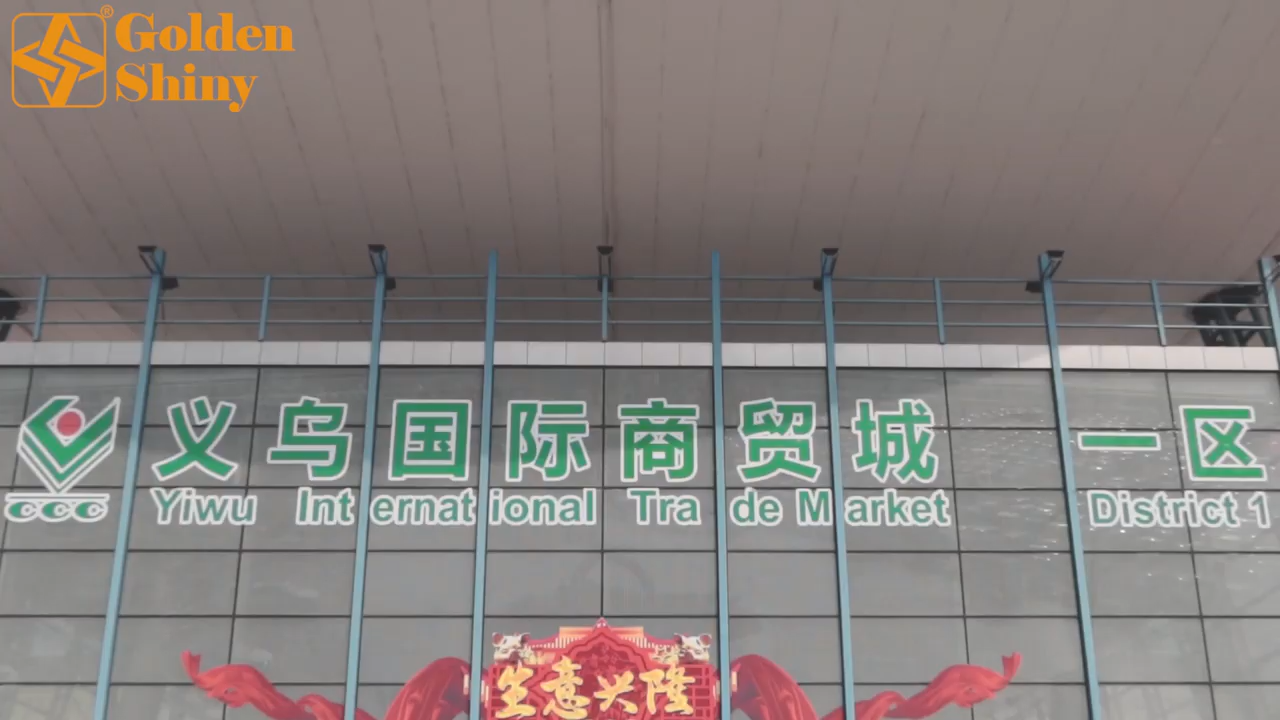 Golden
Shiny
义乌国际商贸城 一区
CCC Yiwu International Trade Market District 1
生意兴隆